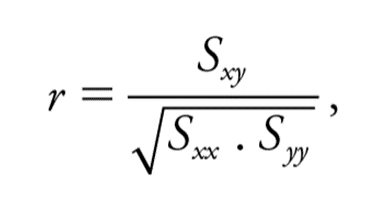 r = S_xy / √(S_xx . S_yy) ,